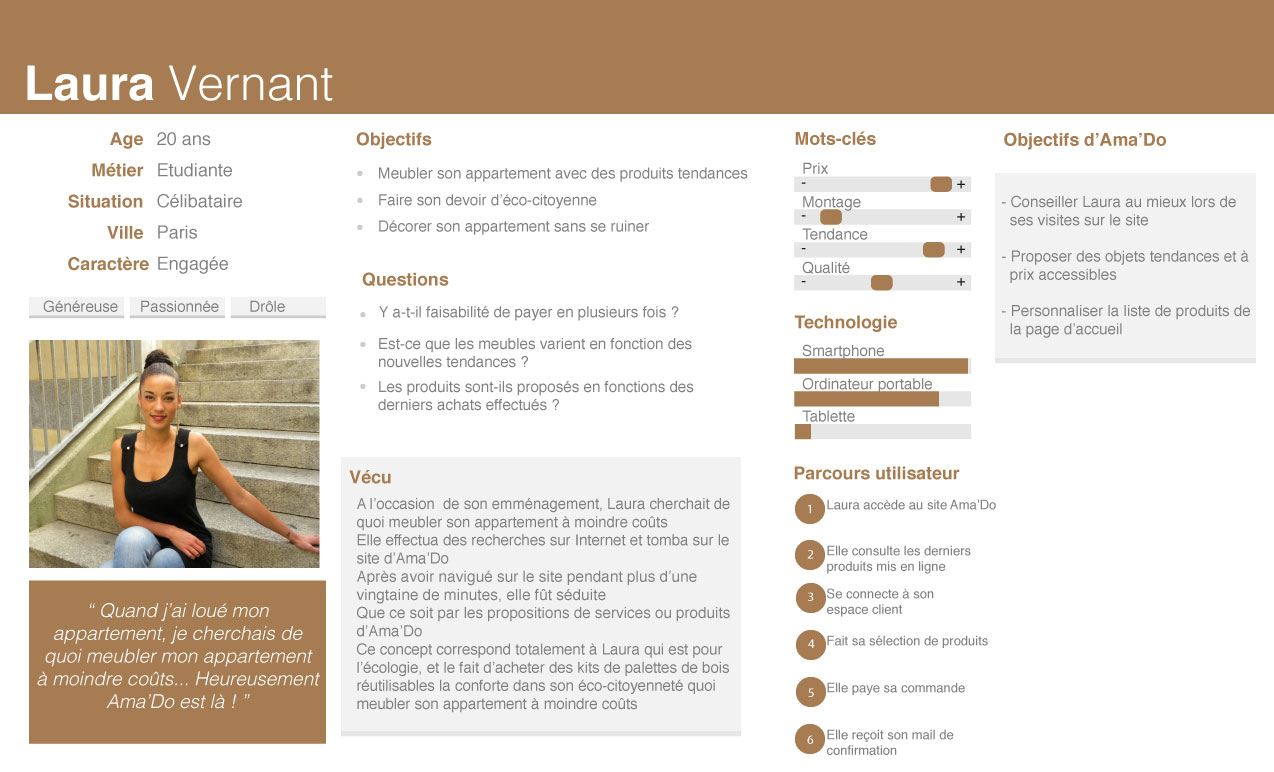 Laura Vernant
Age 20 ans
Métier Etudiante
Situation Célibataire
Ville Paris
Caractère Engagée
Généreuse Passionnée Drôle
“ Quand j’ai loué mon
appartement, je cherchais de
quoi meubler mon appartement
à moindre coûts... Heureusement
Ama’Do est là ! ”
Objectifs
• Meubler son appartement avec des produits tendances
• Faire son devoir d’éco-citoyenne
• Décorer son appartement sans se ruiner
Questions
• Y a-t-il faisabilité de payer en plusieurs fois ?
• Est-ce que les meubles varient en fonction des
nouvelles tendances ?
• Les produits sont-ils proposés en fonctions des
derniers achats effectués ?
Vécu
A l’occasion de son emménagement, Laura cherchait de
quoi meubler son appartement à moindre coûts
Elle effectua des recherches sur Internet et tomba sur le
site d’Ama’Do
Après avoir navigué sur le site pendant plus d’une
vingtaine de minutes, elle fût séduite
Que ce soit par les propositions de services ou produits
d’Ama’Do
Ce concept correspond totalement à Laura qui est pour
l’écologie, et le fait d’acheter des kits de palettes de bois
réutilisables la conforte dans son éco-citoyenneté quoi
meubler son appartement à moindre coûts
Mots-clés
Prix
- +
Montage
- +
Tendance
- +
Qualité
- +
Technologie
Smartphone
Ordinateur portable
Tablette
Parcours utilisateur
1 Laura accède au site Ama’Do
2 Elle consulte les derniers
produits mis en ligne
3 Se connecte à son
espace client
4 Fait sa sélection de produits
5 Elle paye sa commande
6 Elle reçoit son mail de
confirmation
Objectifs d’Ama’Do
- Conseiller Laura au mieux lors de
ses visites sur le site
- Proposer des objets tendances et à
prix accessibles
- Personnaliser la liste de produits de
la page d’accueil